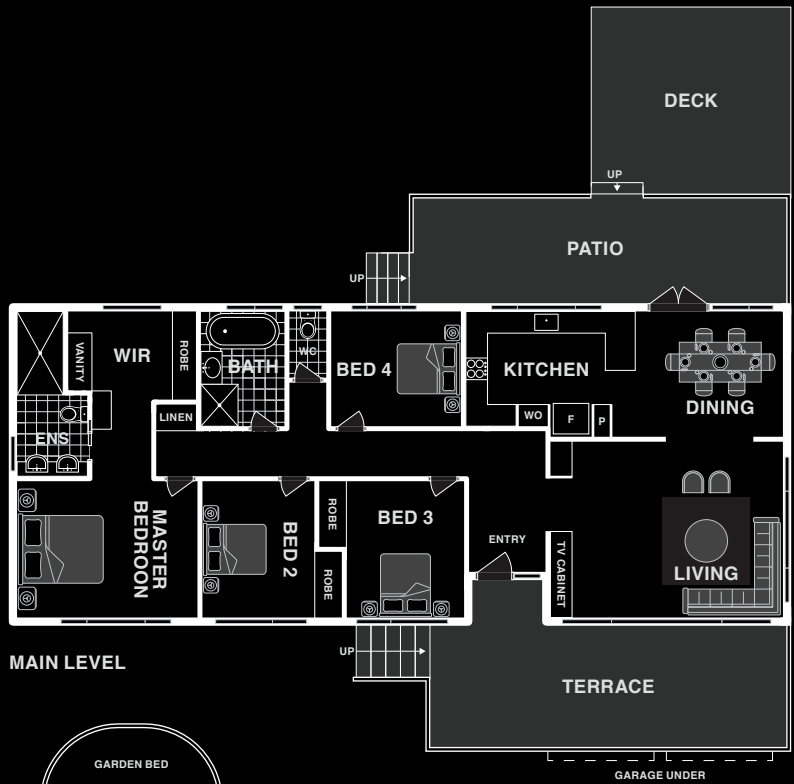 DECK
UP
PATIO
UP
VANITY
WIR
ROBE
BATH
WC
BED 4
KITCHEN
DINING
LINEN
WO
F
P
ENS
MASTER
BEDROON
BED 2
ROBE
ROBE
BED 3
ENTRY
TV CABINET
LIVING
UP
MAIN LEVEL
TERRACE
GARDEN BED
GARAGE UNDER